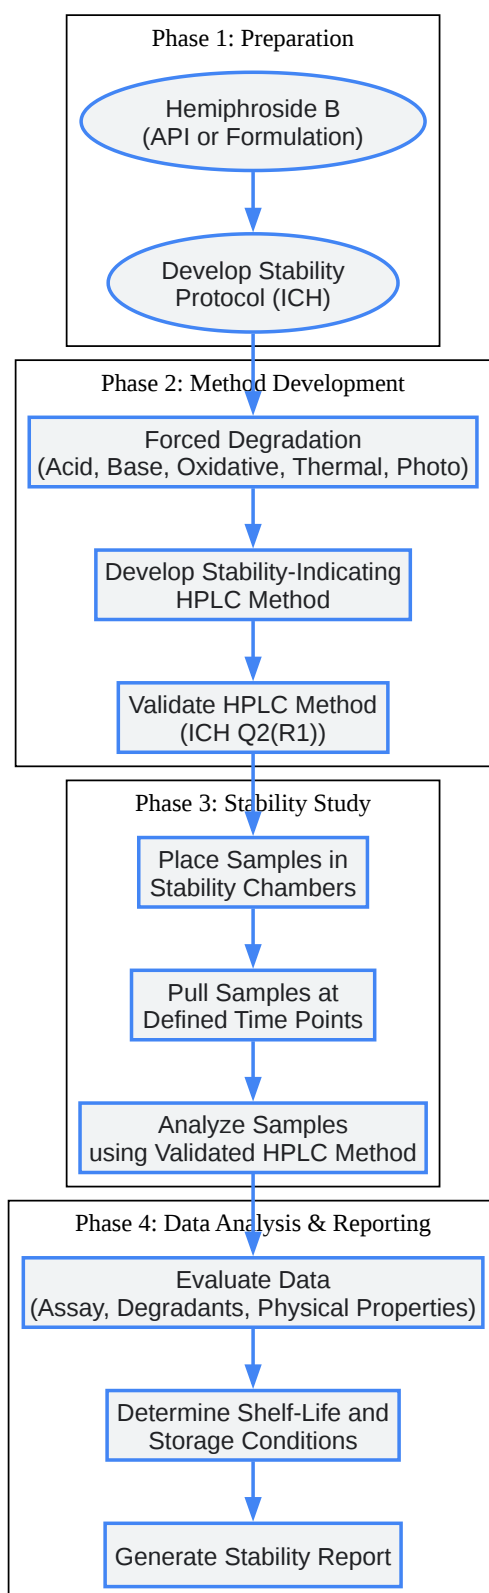 Phase 1: Preparation
Hemiphroside B
(API or Formulation)
Develop Stability
Protocol (ICH)
Phase 2: Method Development
Forced Degradation
(Acid, Base, Oxidative, Thermal, Photo)
Develop Stability-Indicating
HPLC Method
Validate HPLC Method
(ICH Q2(R1))
Phase 3: Stability Study
Place Samples in
Stability Chambers
Pull Samples at
Defined Time Points
Analyze Samples
using Validated HPLC Method
Phase 4: Data Analysis & Reporting
Evaluate Data
(Assay, Degradants, Physical Properties)
Determine Shelf-Life and
Storage Conditions
Generate Stability Report